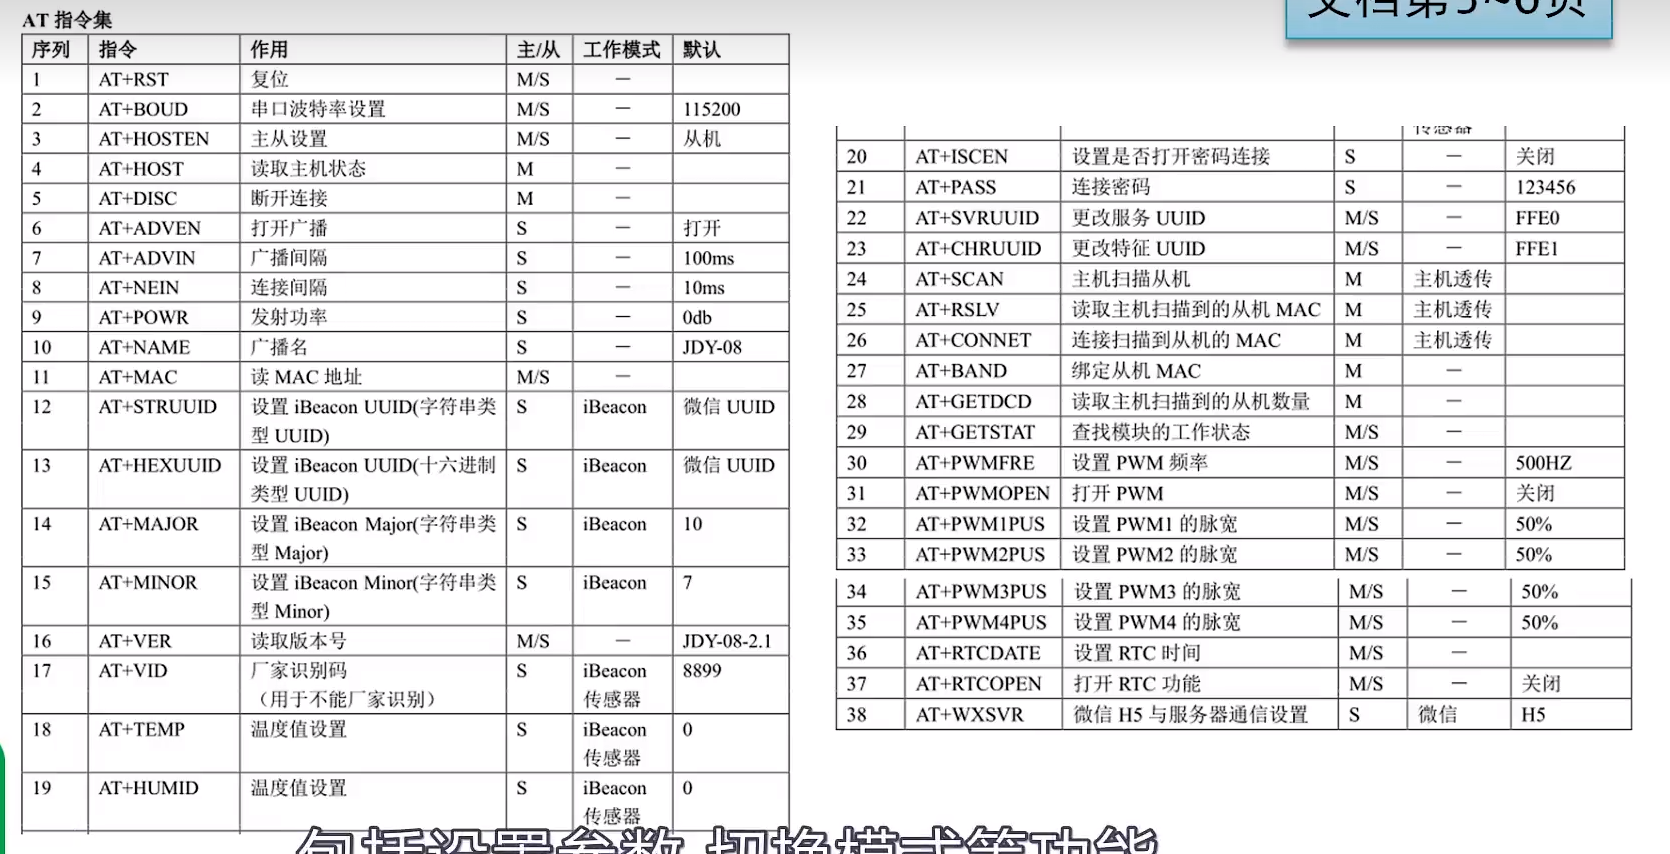 AT 指令集
文档第5~6页
序列 指令 作用 主/从 工作模式 默认
1 AT+RST 复位 M/S —
2 AT+BOUD 串口波特率设置 M/S — 115200
3 AT+HOSTEN 主从设置 M/S — 从机
4 AT+HOST 读取主机状态 M —
5 AT+DISC 断开连接 M —
6 AT+ADVEN 打开广播 S — 打开
7 AT+ADVIN 广播间隔 S — 100ms
8 AT+NEIN 连接间隔 S — 10ms
9 AT+POWR 发射功率 S — 0db
10 AT+NAME 广播名 S — JDY-08
11 AT+MAC 读 MAC 地址 M/S —
12 AT+STRUUID 设置 iBeacon UUID(字符串类 S iBeacon 微信 UUID
型 UUID)
13 AT+HEXUUID 设置 iBeacon UUID(十六进制 S iBeacon 微信 UUID
类型 UUID)
14 AT+MAJOR 设置 iBeacon Major(字符串类 S iBeacon 10
型 Major)
15 AT+MINOR 设置 iBeacon Minor(字符串类 S iBeacon 7
型 Minor)
16 AT+VER 读取版本号 M/S — JDY-08-2.1
17 AT+VID 厂家识别码 S iBeacon 8899
（用于不能厂家识别） 传感器
18 AT+TEMP 温度值设置 S iBeacon 0
传感器
19 AT+HUMID 温度值设置 S iBeacon 0
传感器
传感器
20 AT+ISCEN 设置是否打开密码连接 S — 关闭
21 AT+PASS 连接密码 S — 123456
22 AT+SVRUUID 更改服务 UUID M/S — FFE0
23 AT+CHRUUID 更改特征 UUID M/S — FFE1
24 AT+SCAN 主机扫描从机 M 主机透传
25 AT+RSLV 读取主机扫描到的从机 MAC M 主机透传
26 AT+CONNET 连接扫描到从机的 MAC M 主机透传
27 AT+BAND 绑定从机 MAC M —
28 AT+GETDCD 读取主机扫描到的从机数量 M —
29 AT+GETSTAT 查找模块的工作状态 M/S —
30 AT+PWMFRE 设置 PWM 频率 M/S — 500HZ
31 AT+PWMOPEN 打开 PWM M/S — 关闭
32 AT+PWM1PUS 设置 PWM1 的脉宽 M/S — 50%
33 AT+PWM2PUS 设置 PWM2 的脉宽 M/S — 50%
34 AT+PWM3PUS 设置 PWM3 的脉宽 M/S — 50%
35 AT+PWM4PUS 设置 PWM4 的脉宽 M/S — 50%
36 AT+RTCDATE 设置 RTC 时间 M/S —
37 AT+RTCOPEN 打开 RTC 功能 M/S — 关闭
38 AT+WXSVR 微信 H5 与服务器通信设置 S 微信 H5
包括设置参数 切换模式等功能